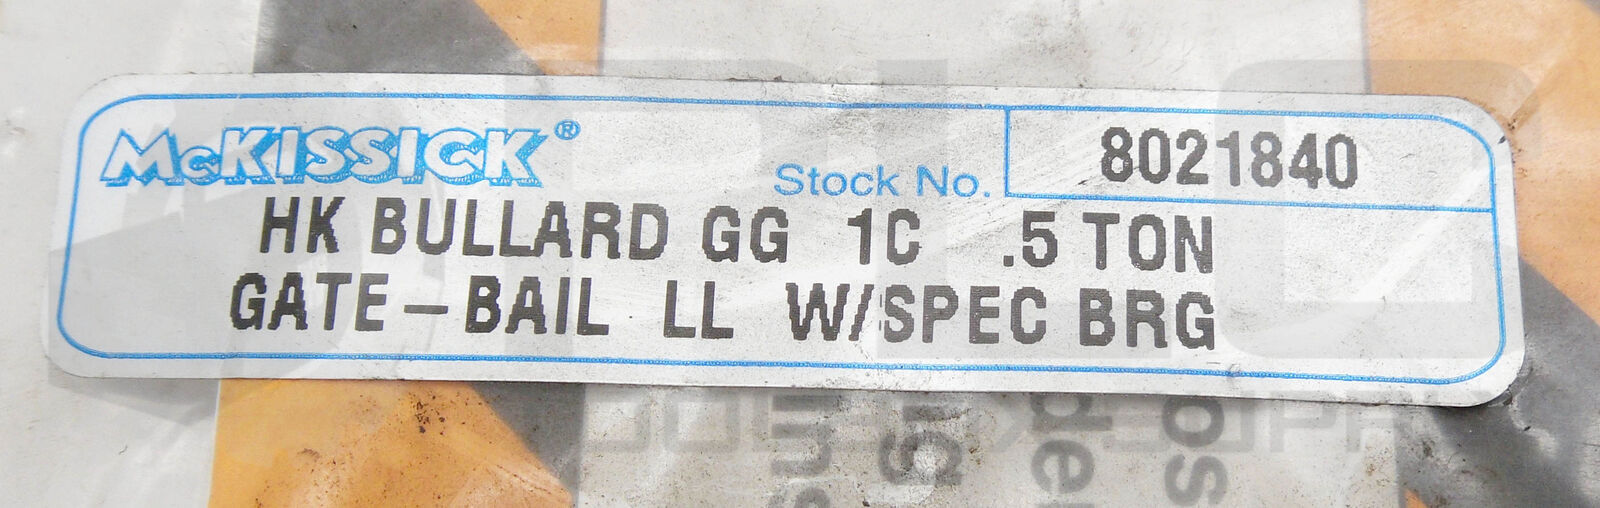 McKISSICK®
Stock No. 8021840
HK BULLARD GG 1C .5 TON
GATE-BAIL LL W/SPEC BRG